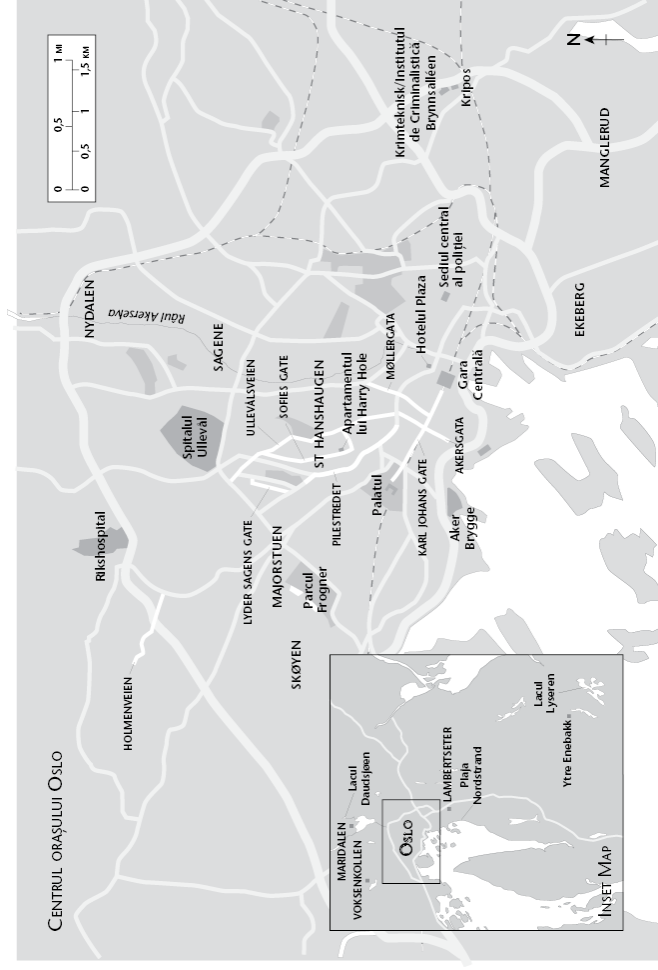 CENTRUL ORAȘULUI OSLO
0 0,5 1 MI
0 0,5 1 1,5 KM
N
HOLMENVEIEN
Rikshospital
NYDALEN
Râul Akerselva
Spitalul
Ullevål
SAGENE
ULLEVÅLSVEIEN
SOFIES GATE
LYDER SAGENS GATE
MAJORSTUEN
ST HANSHAUGEN
Apartamentul
lui Harry Hole
PILESTREDET
Parcul
Frogner
SKØYEN
Palatul
MØLLERGATA
Hotelul Plaza
Sediul central
al poliției
Krimteknisk/Institutul
de Criminalistică
Brynnsalléen
Kripos
KARL JOHANS GATE
AKERSGATA
Gara
Centrală
Aker
Brygge
EKEBERG
MANGLERUD
MARIDALEN
VOKSENKOLLEN
Lacul
Daudsjøen
OSLO
LAMBERTSETER
Plaja
Nordstrand
Lacul
Lyseren
Ytre Enebakk
INSET MAP